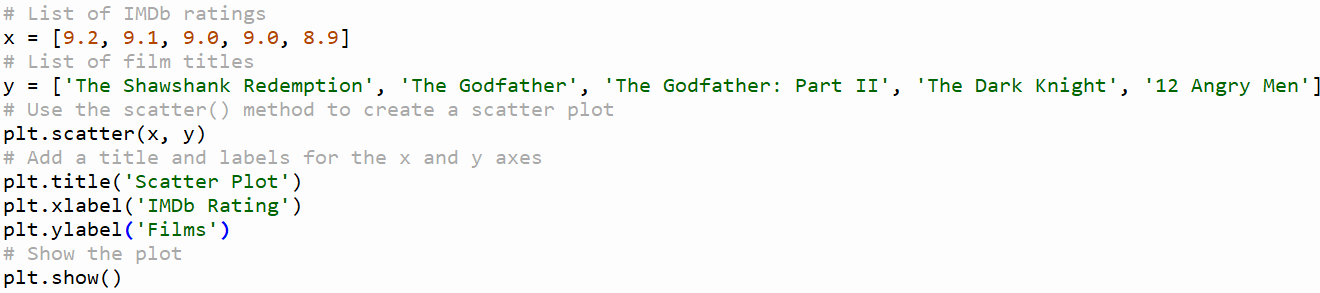 # List of IMDb ratings
x = [9.2, 9.1, 9.0, 9.0, 8.9]
# List of film titles
y = ['The Shawshank Redemption', 'The Godfather', 'The Godfather: Part II', 'The Dark Knight', '12 Angry Men']
# Use the scatter() method to create a scatter plot
plt.scatter(x, y)
# Add a title and labels for the x and y axes
plt.title('Scatter Plot')
plt.xlabel('IMDb Rating')
plt.ylabel('Films')
# Show the plot
plt.show()